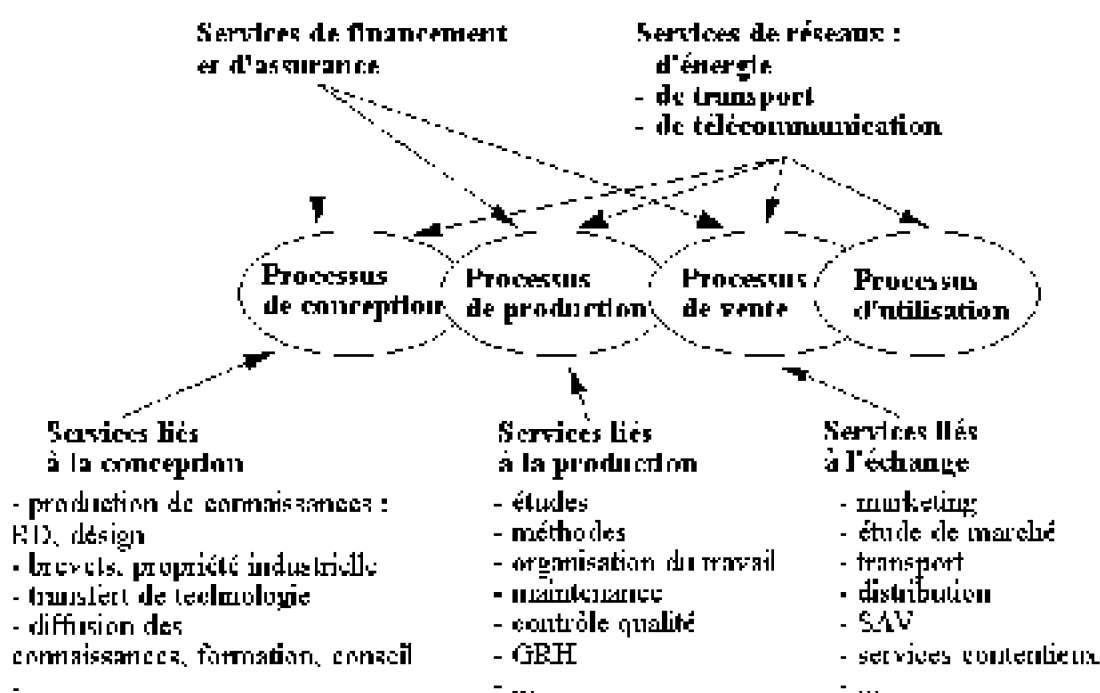 Services de financement
et d'assurance
Services de réseaux :
d'énergie
- de transport
- de télécommunication
Processus
de conception
Processus
de production
Processus
de vente
Processus
d'utilisation
Services liés
à la conception
- production de connaissances :
RD, désign
- brevets, propriété industrielle
- transfert de technologie
- diffusion des
connaissances, formation, conseil
-
Services liés
à la production
- études
- méthodes
- organisation du travail
- maintenance
- contrôle qualité
- GRH
- ...
Services liés
à l'échange
- marketing
- étude de marché
- transport
- distribution
- SAV
- services contentieux
- ...